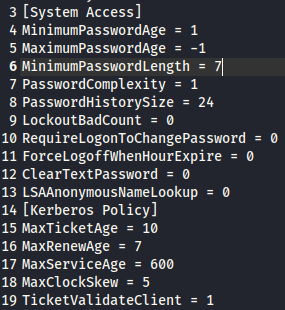 3 [System Access]
4 MinimumPasswordAge = 1
5 MaximumPasswordAge = -1
6 MinimumPasswordLength = 7
7 PasswordComplexity = 1
8 PasswordHistorySize = 24
9 LockoutBadCount = 0
10 RequireLogonToChangePassword = 0
11 ForceLogoffWhenHourExpire = 0
12 ClearTextPassword = 0
13 LSAAnonymousNameLookup = 0
14 [Kerberos Policy]
15 MaxTicketAge = 10
16 MaxRenewAge = 7
17 MaxServiceAge = 600
18 MaxClockSkew = 5
19 TicketValidateClient = 1